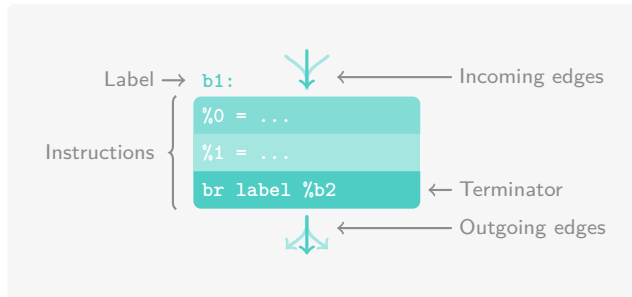 Label
b1:
Incoming edges
%0 = ...
%1 = ...
Instructions
br label %b2
Terminator
Outgoing edges